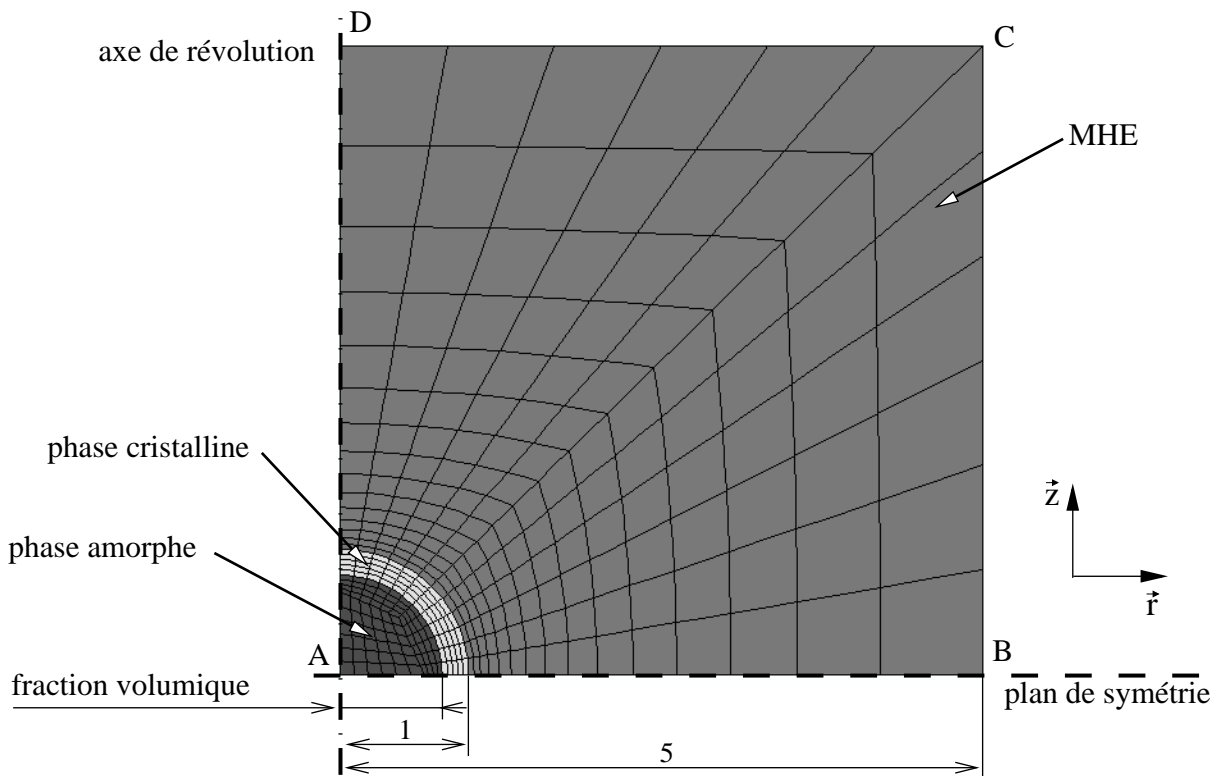 D
axe de révolution
C
MHE
phase cristalline
phase amorphe
z
r
A
B
fraction volumique
plan de symétrie
1
5